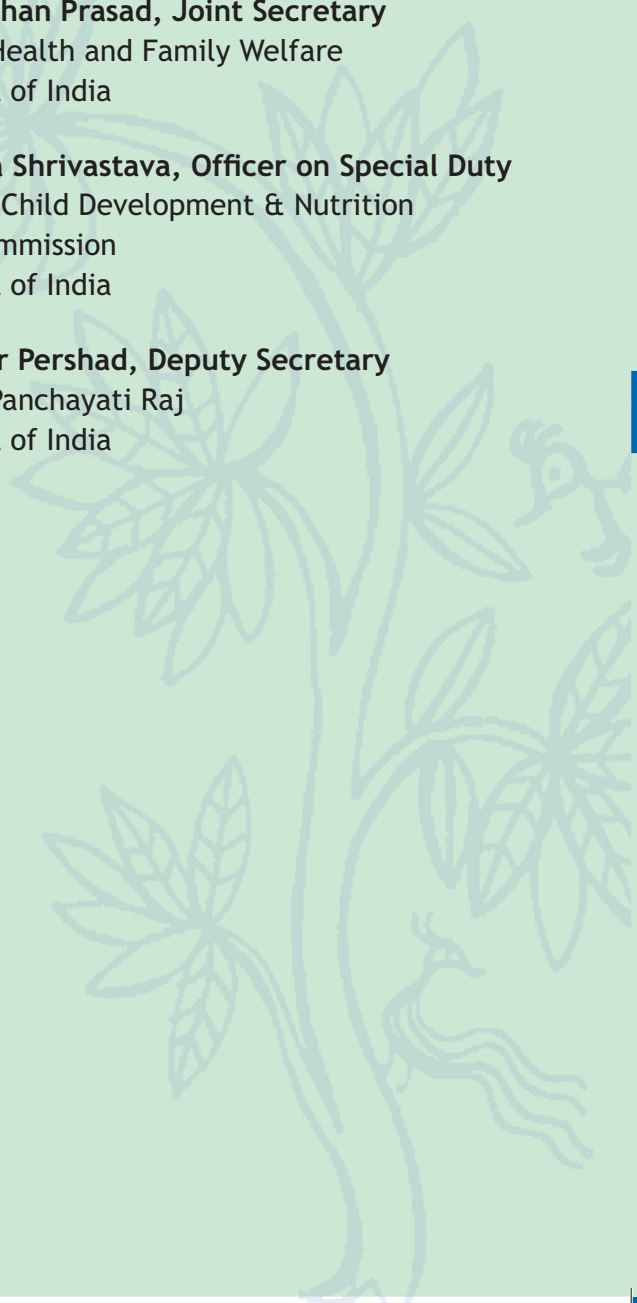 han Prasad, Joint Secretary
Health and Family Welfare
of India
Shrivastava, Officer on Special Duty
Child Development & Nutrition
mmission
of India
r Pershad, Deputy Secretary
Panchayati Raj
of India